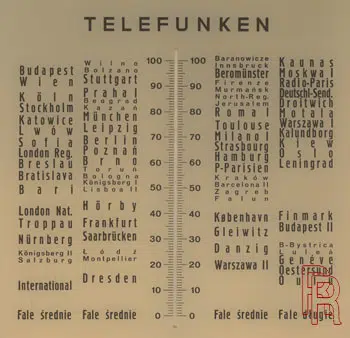 TELEFUNKEN
Budapest
Wien
Köln
Stockholm
Katowice
Lwów
Sofia
London Reg.
Breslau
Bratislava
Bari
London Nat.
Troppau
Nürnberg
Königsberg II
Salzburg
International
Fale średnie
Wilno
Bolzano
Stuttgart
Praha I
Beograd
Kazan
München
Leipzig
Berlin
Poznań
Brno
Torun
Bologna
Königsberg I
Lisboa II
Hörby
Frankfurt
Saarbrücken
Łódz
Montpellier
Dresden
Fale średnie
100 100
90 90
80 80
70 70
60 60
50 50
40 40
30 30
20 20
10 10
0 0
Baranowicze
Innsbruck
Beromünster
Firenze
Murmańsk
North-Reg.
Jerusalem
Roma I
Toulouse
Milano I
Strasbourg
Hamburg
P-Parisien
Kraków
Barcelona II
Zagreb
Falun
København
Gleiwitz
Danzig
Warszawa II
Fale średnie
Kaunas
Moskwa I
Radio-Paris
Deutschl-Send.
Droitwich
Motala
Warszawa I
Kalundborg
Kiew
Oslo
Leningrad
Finmark
Budapest II
B-Bystrica
Lulea
Genève
Oestersund
Oulu
Fale długie
R